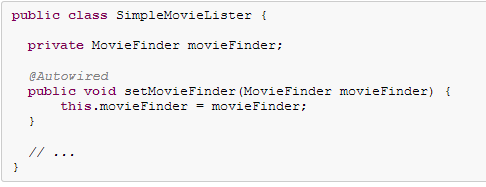 public class SimpleMovieLister {
private MovieFinder movieFinder;
@Autowired
public void setMovieFinder(MovieFinder movieFinder) {
this.movieFinder = movieFinder;
}
// ...
}